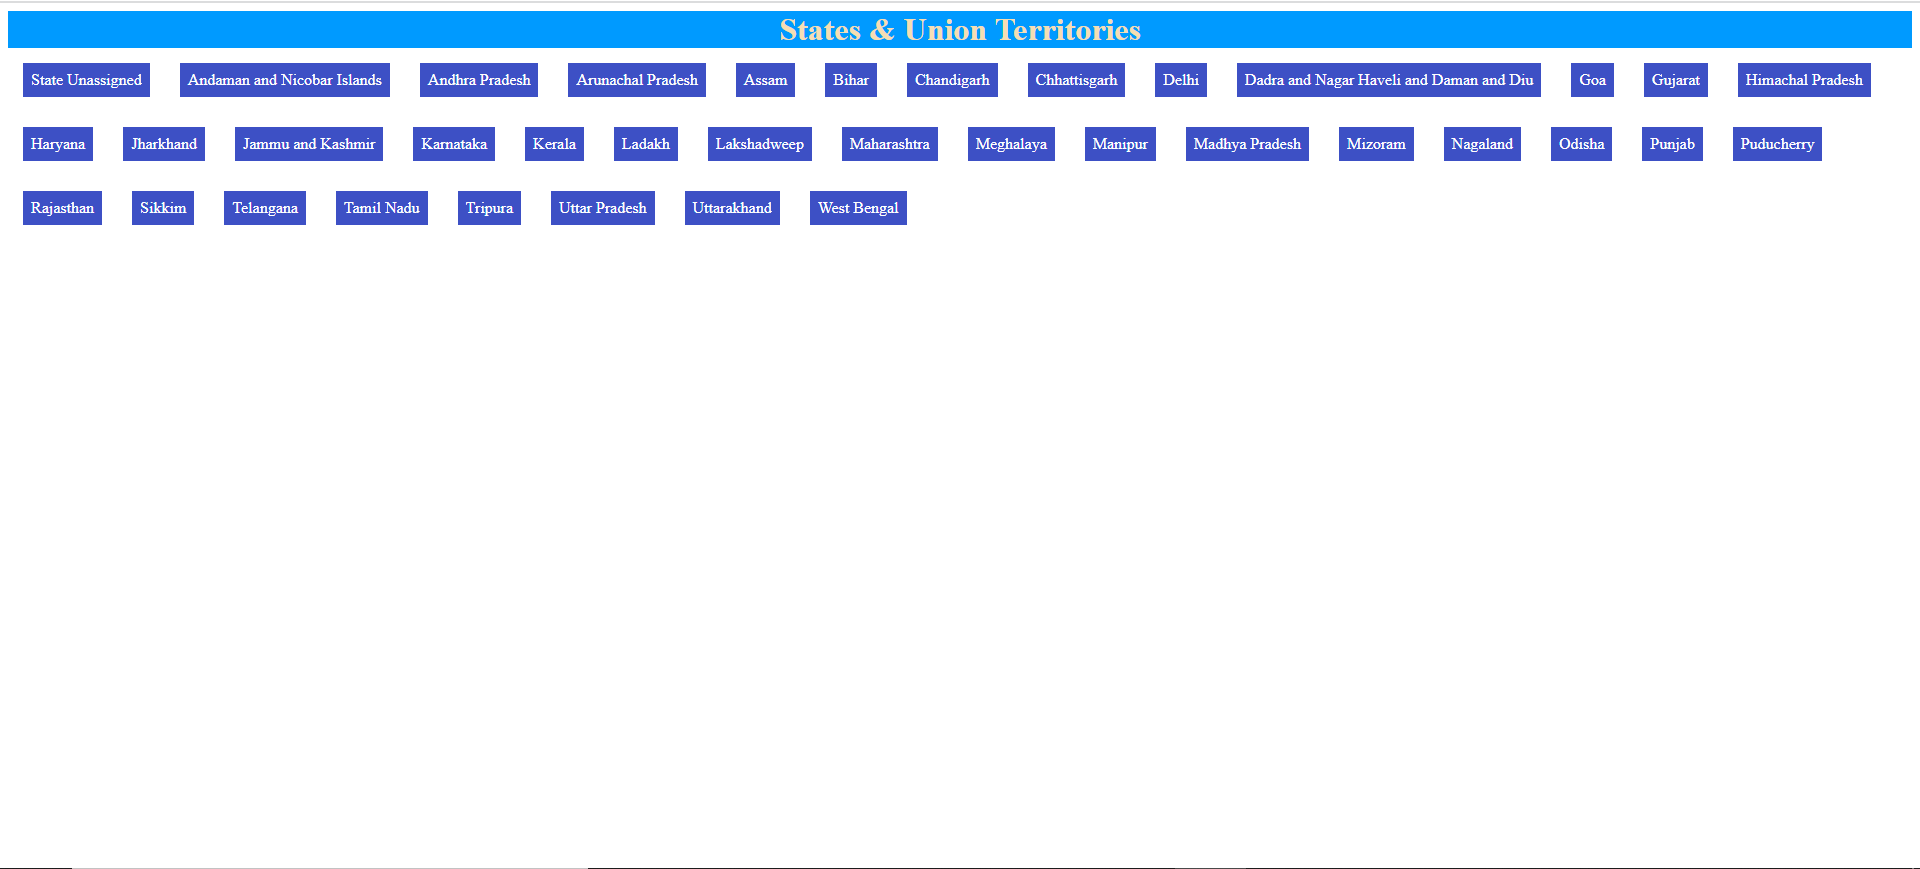 States & Union Territories
State Unassigned Andaman and Nicobar Islands Andhra Pradesh Arunachal Pradesh Assam Bihar Chandigarh Chhattisgarh Delhi Dadra and Nagar Haveli and Daman and Diu Goa Gujarat Himachal Pradesh
Haryana Jharkhand Jammu and Kashmir Karnataka Kerala Ladakh Lakshadweep Maharashtra Meghalaya Manipur Madhya Pradesh Mizoram Nagaland Odisha Punjab Puducherry
Rajasthan Sikkim Telangana Tamil Nadu Tripura Uttar Pradesh Uttarakhand West Bengal